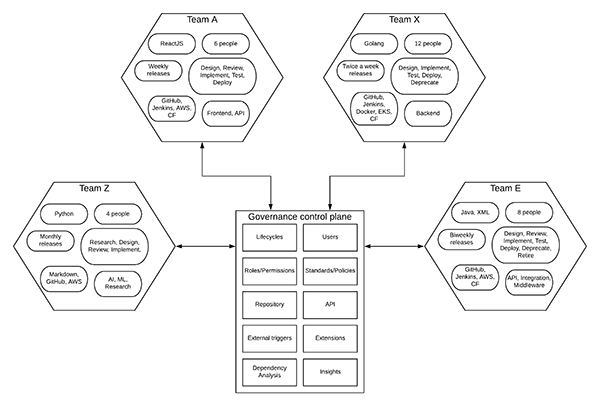 Team A
ReactJS
6 people
Weekly
releases
Design, Review,
Implement, Test,
Deploy
GitHub,
Jenkins, AWS,
CF
Frontend, API
Team X
Golang
12 people
Twice a week
releases
Design, Implement,
Test, Deploy,
Deprecate
GitHub,
Jenkins,
Docker, EKS,
CF
Backend
Team Z
Python
4 people
Monthly
releases
Research, Design,
Review, Implement,
Markdown,
GitHub, AWS
AI, ML,
Research
Governance control plane
Lifecycles
Users
Roles/Permissions
Standards/Policies
Repository
API
External triggers
Extensions
Dependency
Analysis
Insights
Team E
Java, XML
8 people
Biweekly
releases
Design, Review,
Implement, Test,
Deploy, Deprecate,
Retire
GitHub,
Jenkins, AWS,
CF
API, Integration,
Middleware